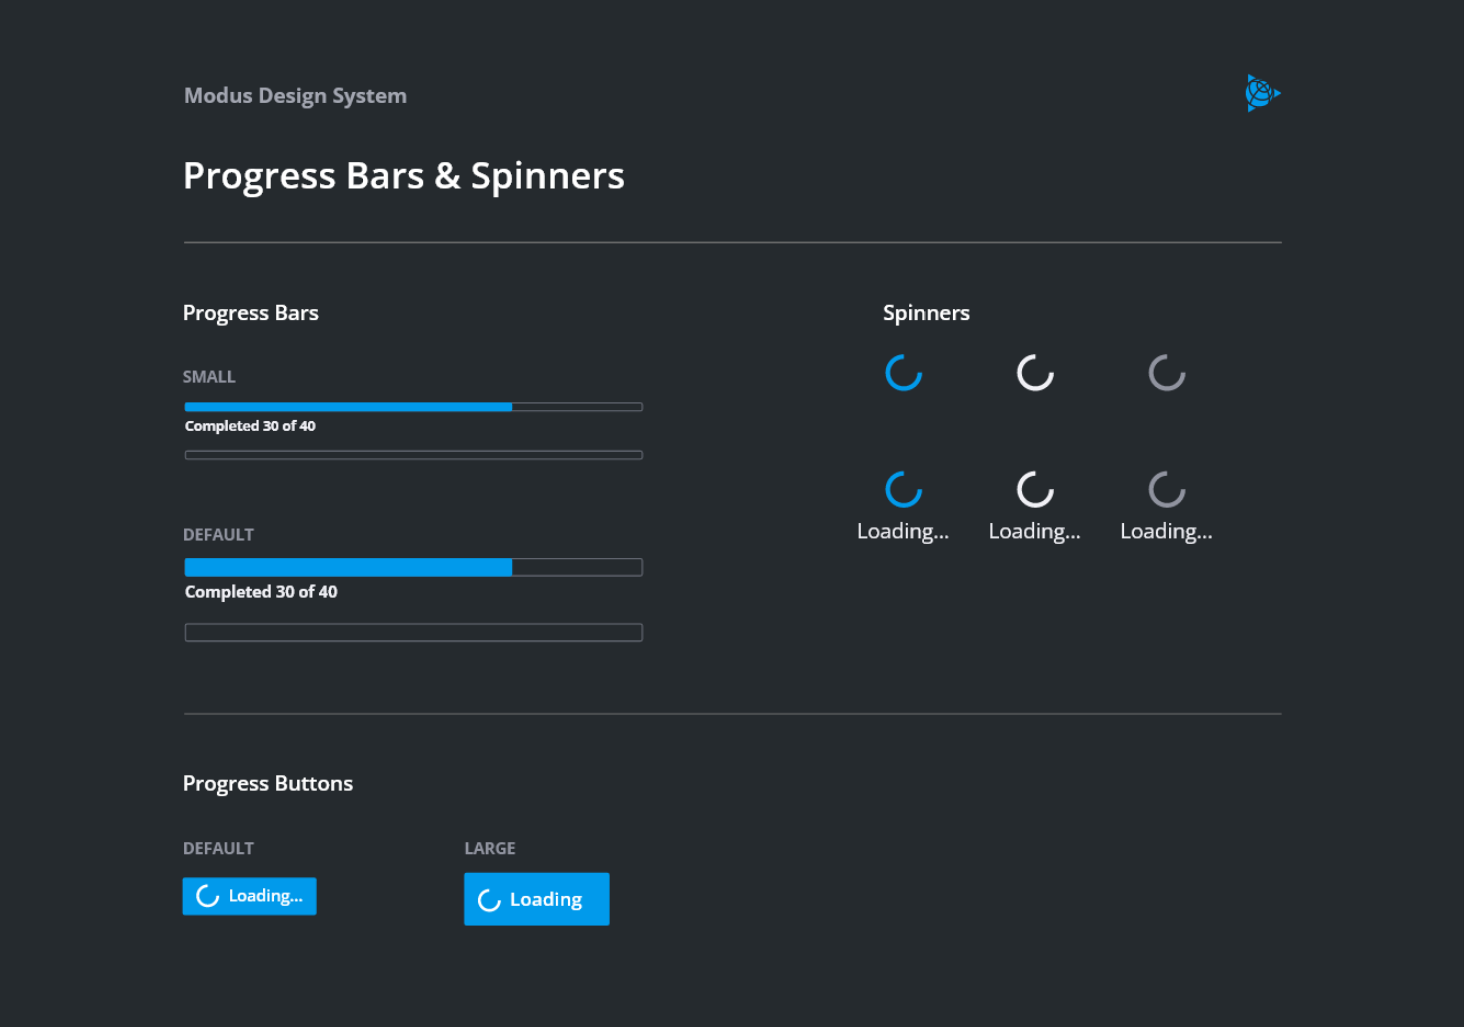 Modus Design System
Progress Bars & Spinners
Progress Bars
SMALL
Completed 30 of 40
DEFAULT
Completed 30 of 40
Spinners
Loading... Loading... Loading...
Progress Buttons
DEFAULT LARGE
Loading... Loading